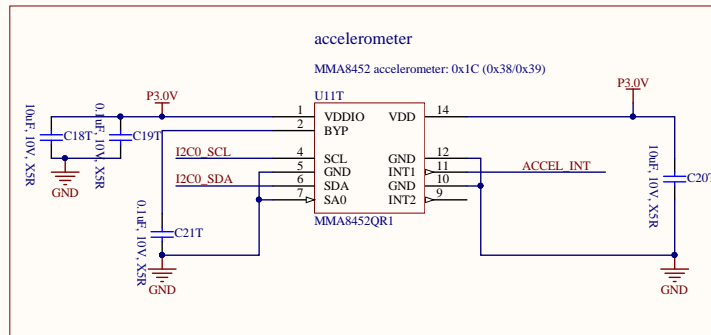 accelerometer
MMA8452 accelerometer: 0x1C (0x38/0x39)
P3.0V
U11T
P3.0V
1
VDDIO
VDD
14
2
BYP
10uF, 10V, X5R
C18T
0.1uF, 10V, X5R
C19T
I2C0_SCL
4
SCL
GND
12
5
GND
INT1
11
ACCEL_INT
I2C0_SDA
6
SDA
GND
10
7
SA0
INT2
9
GND
MMA8452QR1
10uF, 10V, X5R
C20T
0.1uF, 10V, X5R
C21T
GND
GND